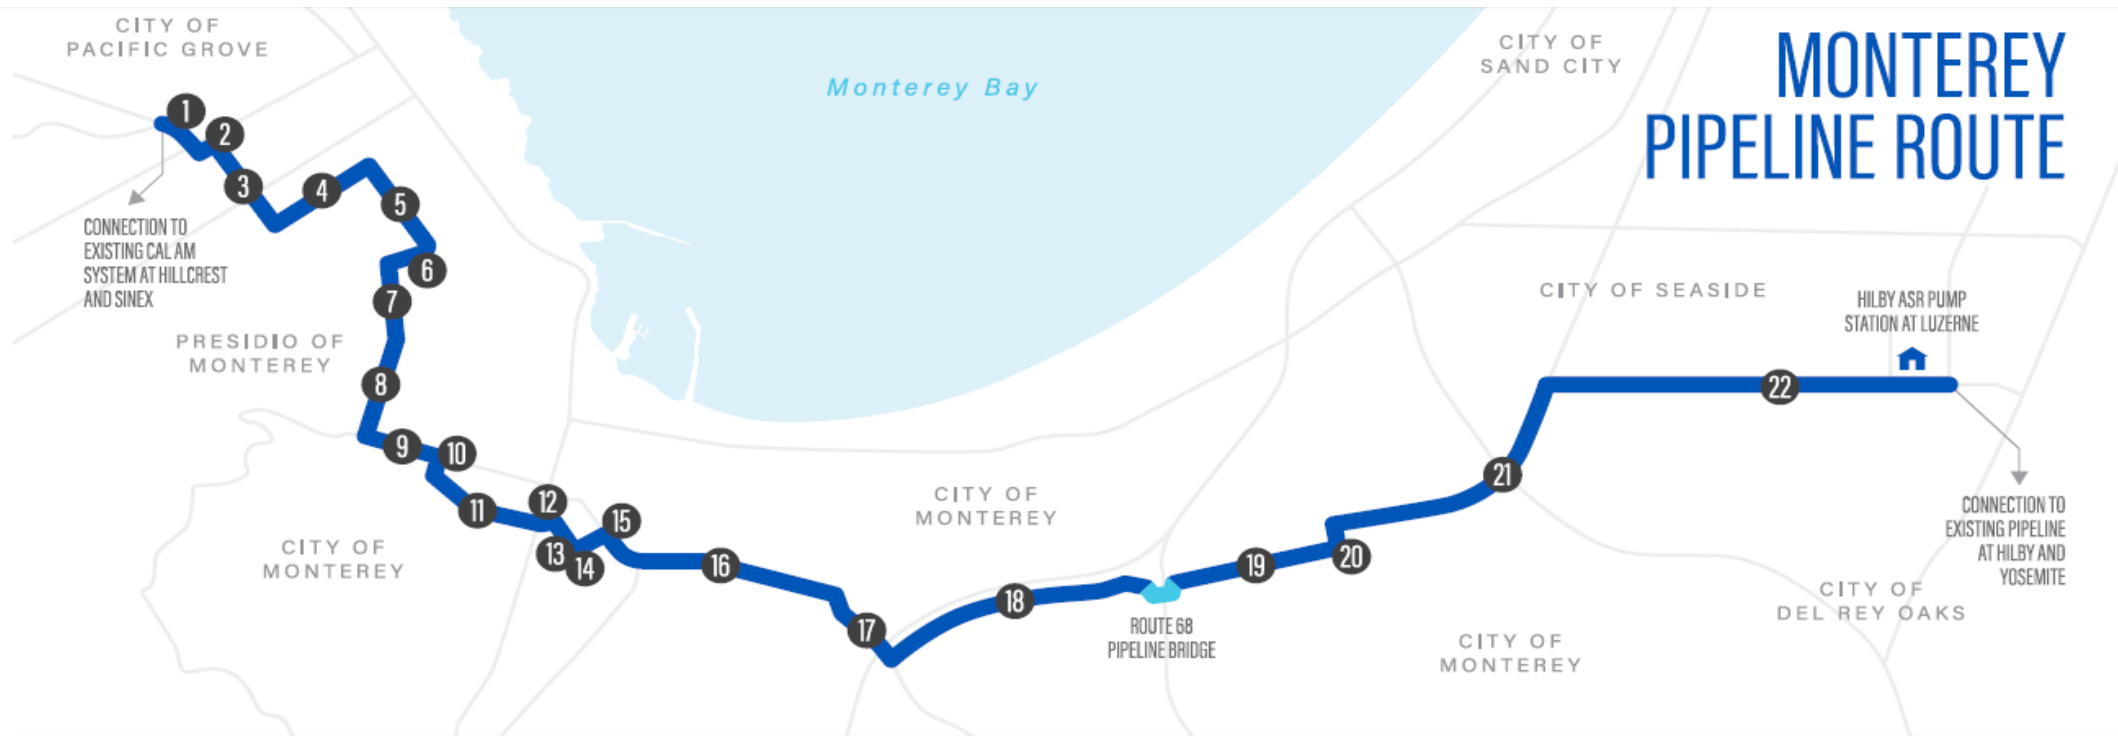 CITY OF
PACIFIC GROVE
Monterey Bay
CITY OF
SAND CITY
MONTEREY
PIPELINE ROUTE
1
2
3
4
5
6
7
8
9
10
11
12
13
14
15
16
17
18
19
20
21
22
CONNECTION TO
EXISTING CAL AM
SYSTEM AT HILLCREST
AND SINEX
PRESIDIO OF
MONTEREY
CITY OF SEASIDE
HILBY ASR PUMP
STATION AT LUZERNE
CITY OF
MONTEREY
CITY OF
MONTEREY
ROUTE 68
PIPELINE BRIDGE
CITY OF
MONTEREY
CONNECTION TO
EXISTING PIPELINE
AT HILBY AND
YOSEMITE
CITY OF
DEL REY OAKS